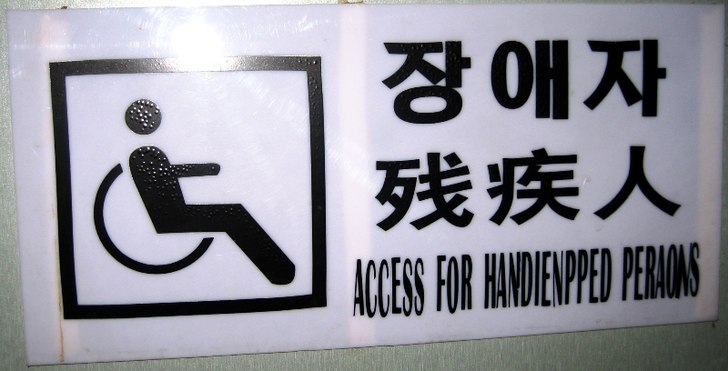 장애자
残疾人
ACCESS FOR HANDIENPPED PERAONS